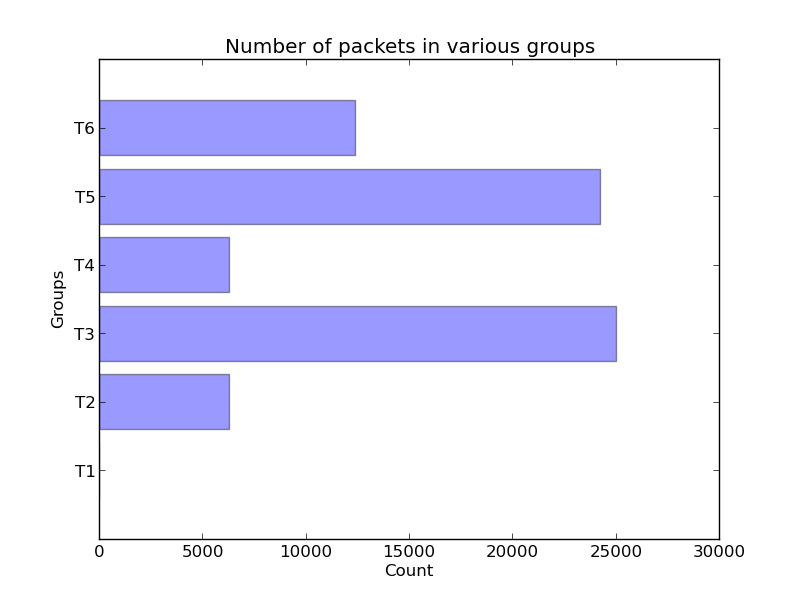 Number of packets in various groups
T6
T5
T4
T3
T2
T1
Groups
0 5000 10000 15000 20000 25000 30000
Count